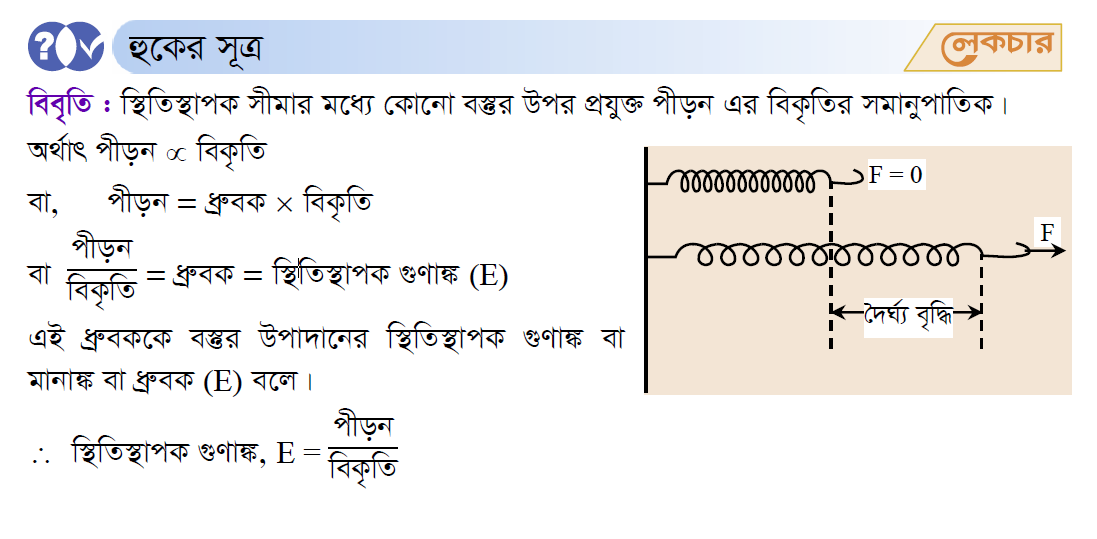 হুকের সূত্র
লেকচার
বিবৃতি : স্থিতিস্থাপক সীমার মধ্যে কোনো বস্তুর উপর প্রযুক্ত পীড়ন এর বিকৃতির সমানুপাতিক।
অর্থাৎ পীড়ন ∝ বিকৃতি
বা, পীড়ন = ধ্রুবক × বিকৃতি
বা পীড়ন/বিকৃতি = ধ্রুবক = স্থিতিস্থাপক গুণাঙ্ক (E)
এই ধ্রুবককে বস্তুর উপাদানের স্থিতিস্থাপক গুণাঙ্ক বা
মানাঙ্ক বা ধ্রুবক (E) বলে।
∴ স্থিতিস্থাপক গুণাঙ্ক, E = পীড়ন/বিকৃতি
F = 0
F
দৈর্ঘ্য বৃদ্ধি